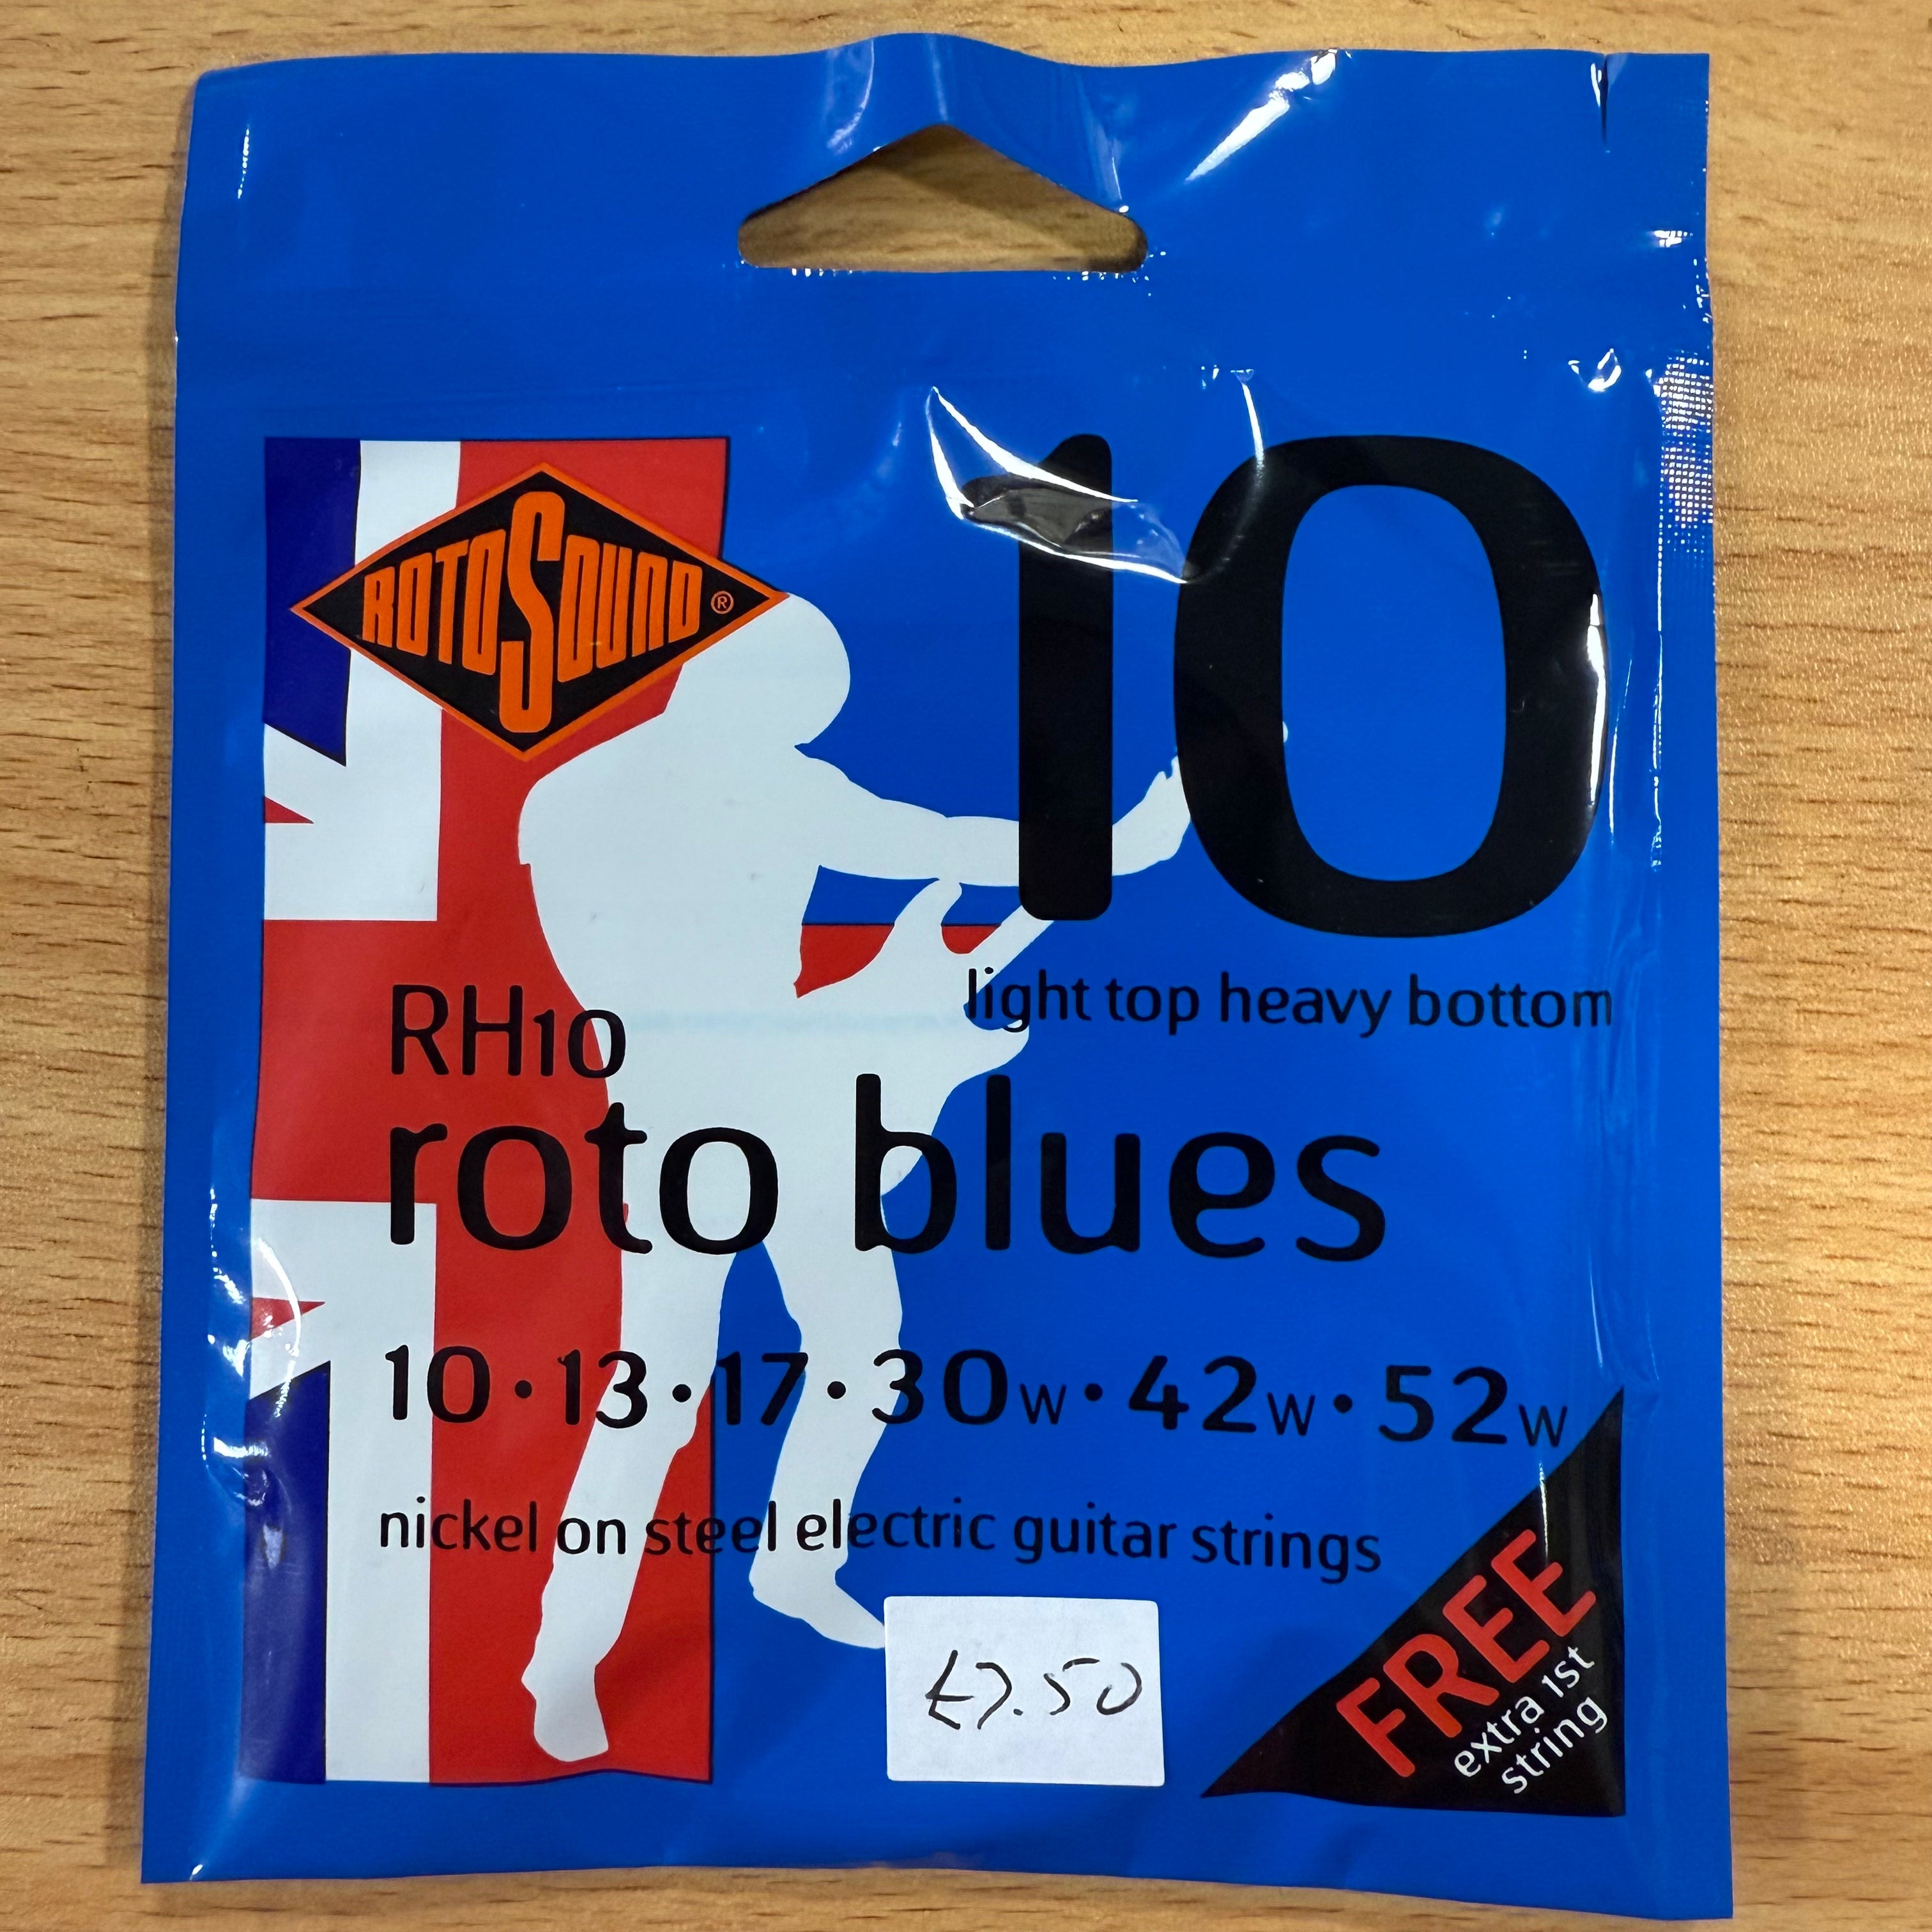 ROTOSOUND®
10
light top heavy bottom
RH10
roto blues
10 • 13 • 17 • 30w • 42w • 52w
nickel on steel electric guitar strings
£7.50
FREE
extra 1st
string